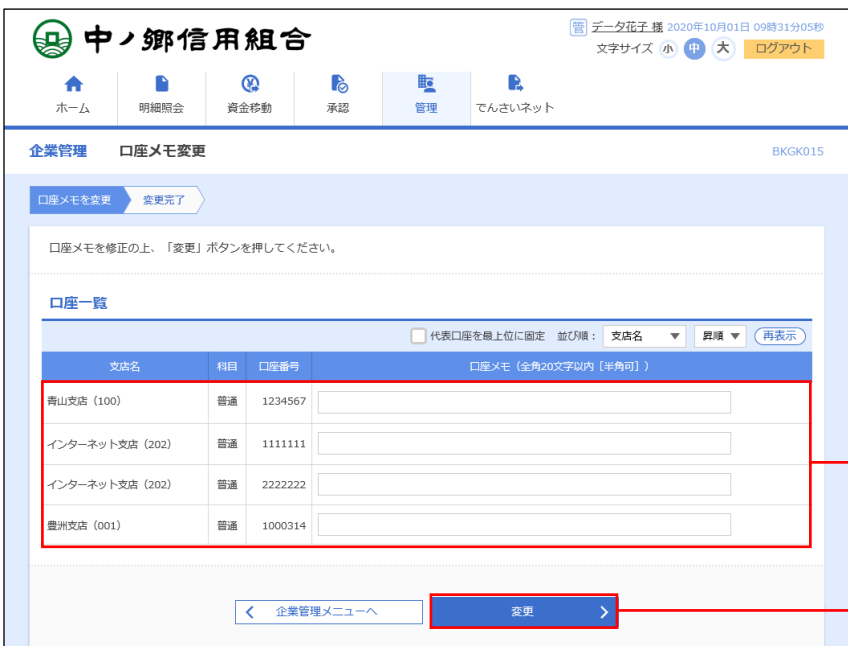 中ノ郷信用組合
管 データ花子 様 2020年10月01日 09時31分05秒
文字サイズ 小 中 大 ログアウト
ホーム 明細照会 資金移動 承認 管理 でんさいネット
企業管理 口座メモ変更 BKGK015
口座メモを変更 変更完了
口座メモを修正の上、「変更」ボタンを押してください。
口座一覧
代表口座を最上位に固定 並び順： 支店名 ▼ 昇順 ▼ 再表示
支店名 科目 口座番号 口座メモ（全角20文字以内［半角可］）
青山支店（100） 普通 1234567
インターネット支店（202） 普通 1111111
インターネット支店（202） 普通 2222222
豊洲支店（001） 普通 1000314
企業管理メニューへ 変更